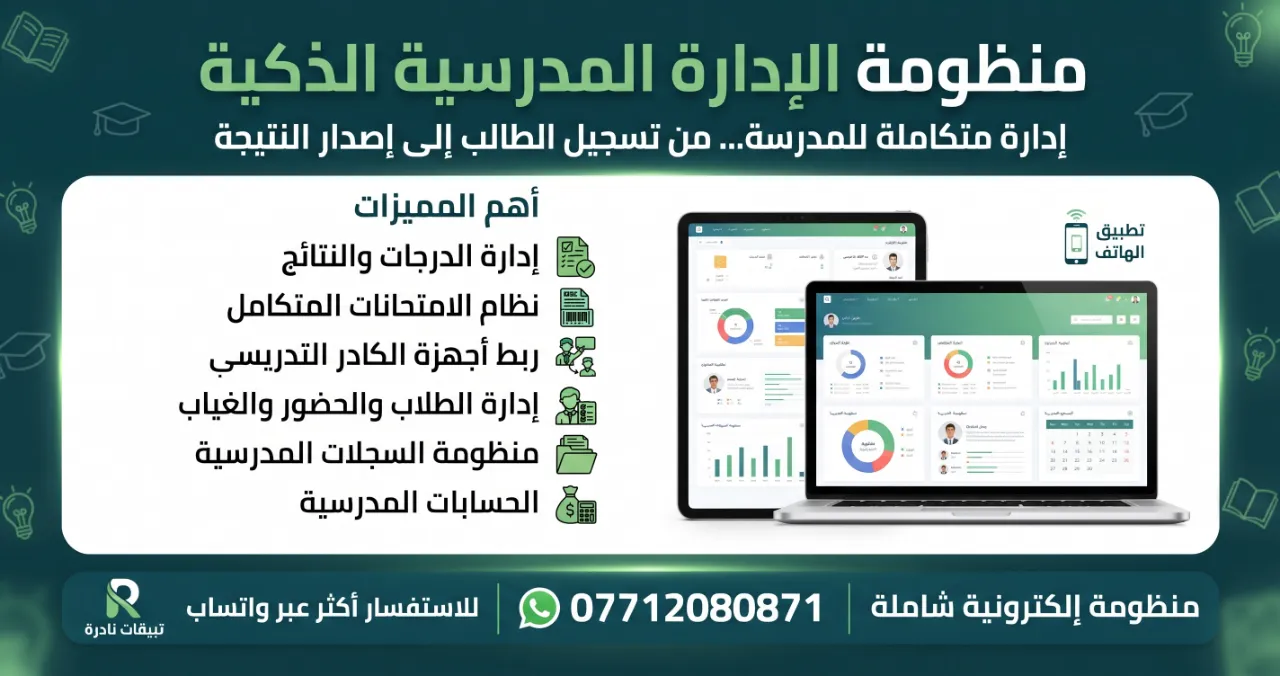 منظومة الإدارة المدرسية الذكية
إدارة متكاملة للمدرسة... من تسجيل الطالب إلى إصدار النتيجة
أهم المميزات
إدارة الدرجات والنتائج
نظام الامتحانات المتكامل
ربط أجهزة الكادر التدريسي
إدارة الطلاب والحضور والغياب
منظومة السجلات المدرسية
الحسابات المدرسية
تطبيق
الهاتف
منظومة إلكترونية شاملة
07712080871
للاستفسار أكثر عبر واتساب
تبيقات نادرة